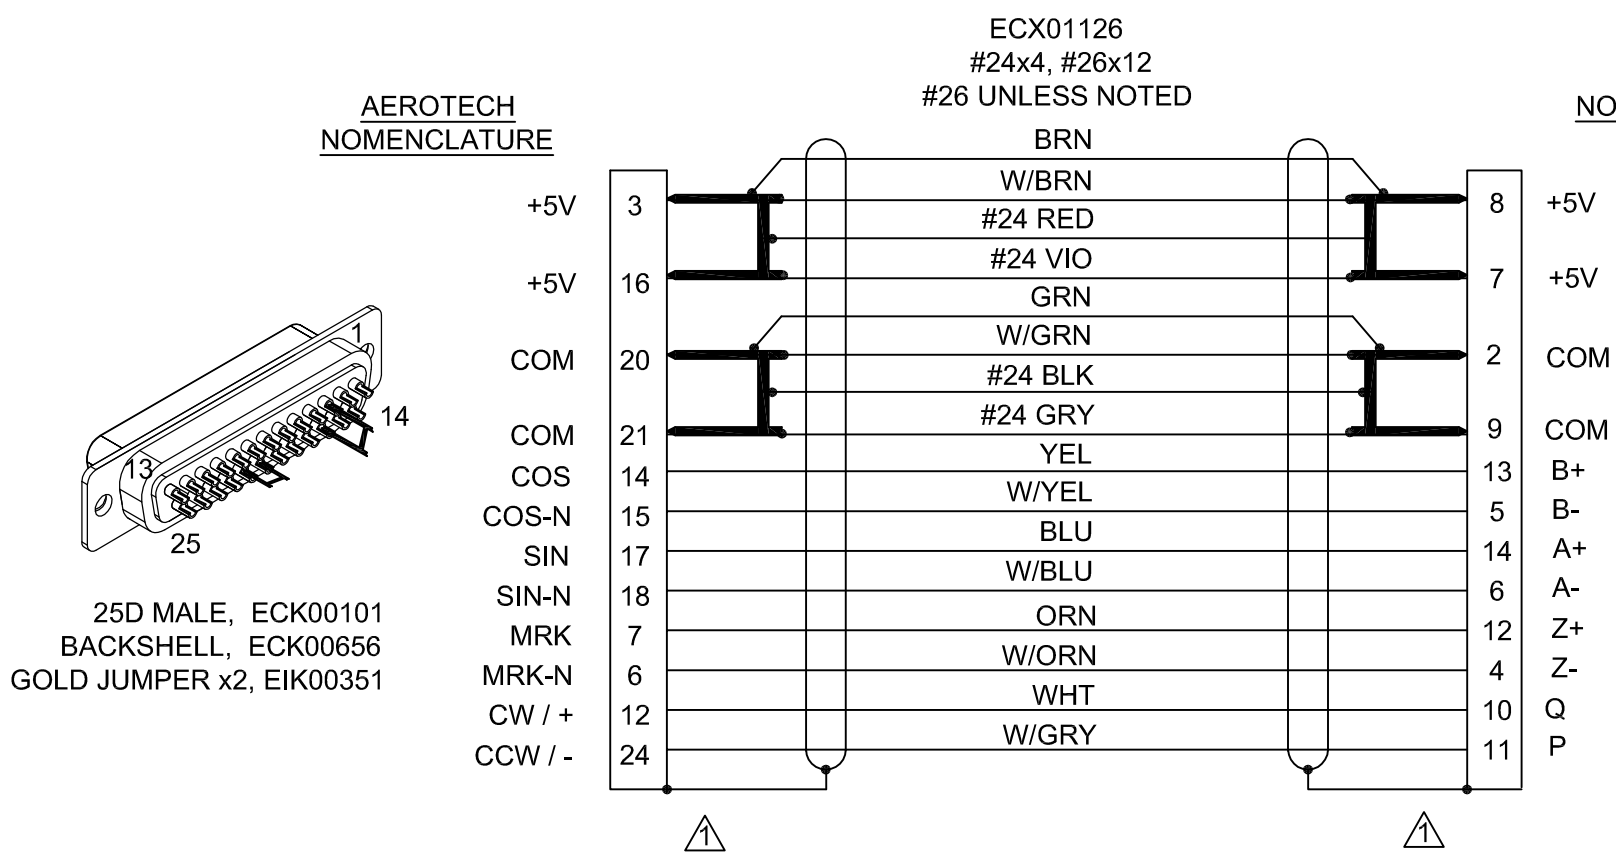 ECX01126
#24x4, #26x12
#26 UNLESS NOTED
AEROTECH
NOMENCLATURE
NO
BRN
+5V 3 W/BRN 8 +5V
#24 RED
+5V 16 #24 VIO 7 +5V
GRN
COM 20 W/GRN 2 COM
#24 BLK
COM 21 #24 GRY 9 COM
COS 14 YEL 13 B+
COS-N 15 W/YEL 5 B-
SIN 17 BLU 14 A+
SIN-N 18 W/BLU 6 A-
MRK 7 ORN 12 Z+
MRK-N 6 W/ORN 4 Z-
CW / + 12 WHT 10 Q
CCW / - 24 W/GRY 11 P
1
14
13
25
25D MALE, ECK00101
BACKSHELL, ECK00656
GOLD JUMPER x2, EIK00351
1
1